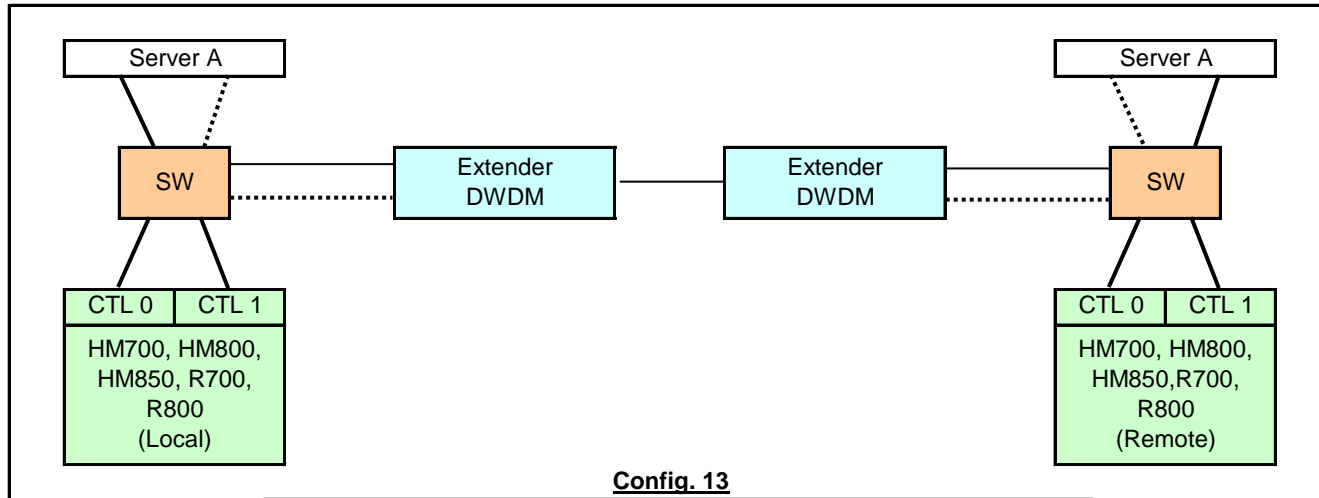 Server A
Server A
SW
Extender
DWDM
Extender
DWDM
SW
CTL 0
CTL 1
CTL 0
CTL 1
HM700, HM800,
HM850, R700,
R800
(Local)
HM700, HM800,
HM850,R700,
R800
(Remote)
Config. 13